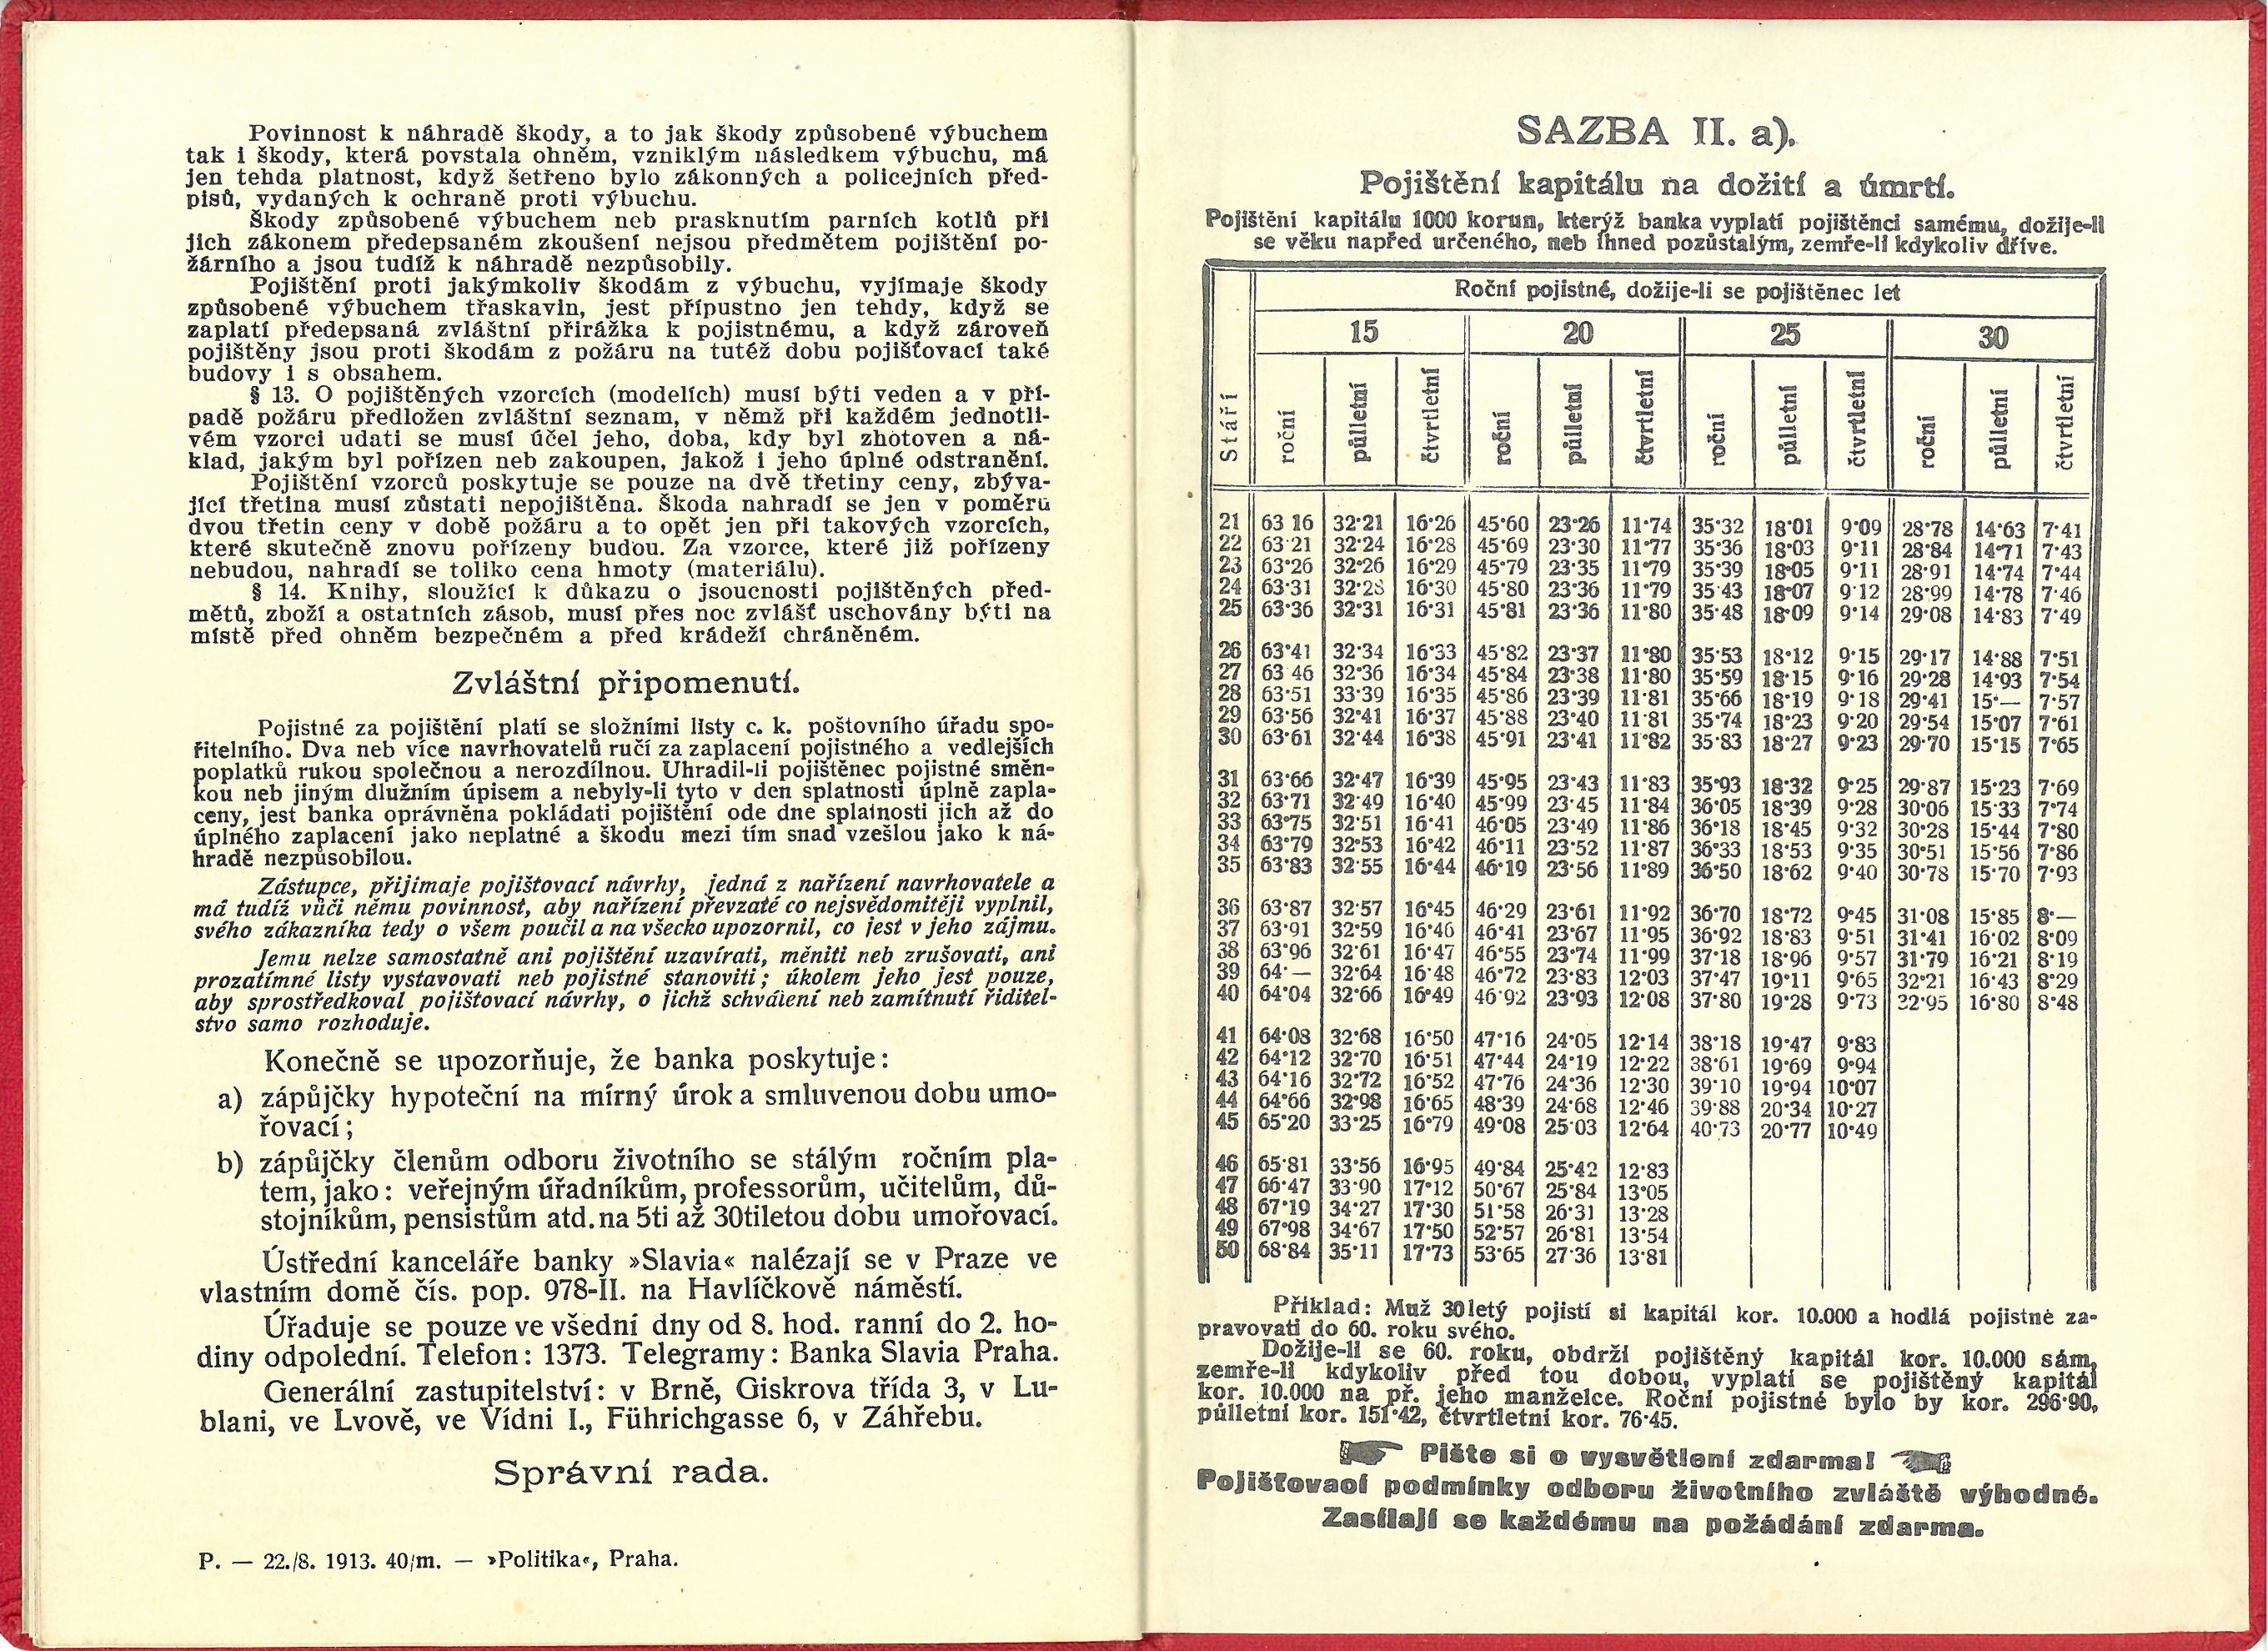 Povinnost k náhradě škody, a to jak škody způsobené výbuchem
tak i škody, která povstala ohněm, vzniklým následkem výbuchu, má
jen tehda platnost, když šetřeno bylo zákonných a policejních před-
pisů, vydaných k ochraně proti výbuchu.
Škody způsobené výbuchem neb prasknutím parních kotlů při
jich zákonem předepsaném zkoušení nejsou předmětem pojištění po-
žárního a jsou tudíž k náhradě nezpůsobily.
Pojištění proti jakýmkoliv škodám z výbuchu, vyjímaje škody
způsobené výbuchem třaskavin, jest přípustno jen tehdy, když se
zaplatí předepsaná zvláštní přirážka k pojistnému, a když zároveň
pojištěny jsou proti škodám z požáru na tutéž dobu pojišťovací také
budovy i s obsahem.
§ 13. O pojištěných vzorcích (modelích) musí býti veden a v pří-
padě požáru předložen zvláštní seznam, v němž při každém jednotli-
vém vzorci udati se musí účel jeho, doba, kdy byl zhotoven a ná-
klad, jakým byl pořízen neb zakoupen, jakož i jeho úplné odstranění.
Pojištění vzorců poskytuje se pouze na dvě třetiny ceny, zbýva-
jící třetina musí zůstati nepojištěna. Škoda nahradí se jen v poměru
dvou třetin ceny v době požáru a to opět jen při takových vzorcích,
které skutečně znovu pořízeny budou. Za vzorce, které již pořízeny
nebudou, nahradí se toliko cena hmoty (materiálu).
§ 14. Knihy, sloužící k důkazu o jsoucnosti pojištěných před-
mětů, zboží a ostatních zásob, musí přes noc zvlášť uschovány býti na
místě před ohněm bezpečném a před krádeží chráněném.
Zvláštní připomenutí.
Pojistné za pojištění platí se složními listy c. k. poštovního úřadu spo-
řitelního. Dva neb více navrhovatelů ručí za zaplacení pojistného a vedlejších
poplatků rukou společnou a nerozdílnou. Uhradil-li pojištěnec pojistné směn-
kou neb jiným dlužním úpisem a nebyly-li tyto v den splatnosti úplně zapla-
ceny, jest banka oprávněna pokládati pojištění ode dne splatnosti jich až do
úplného zaplacení jako neplatné a škodu mezi tím snad vzešlou jako k ná-
hradě nezpůsobilou.
Zástupce, přijímaje pojišťovací návrhy, jedná z nařízení navrhovatele a
má tudíž vůči němu povinnost, aby nařízení převzaté co nejsvědomitěji vyplnil,
svého zákazníka tedy o všem poučil a na všecko upozornil, co jest v jeho zájmu.
Jemu nelze samostatně ani pojištění uzavírati, měniti neb zrušovati, ani
prozatímné listy vystavovati neb pojistné stanoviti; úkolem jeho jest pouze,
aby sprostředkoval pojišťovací návrhy, o jichž schválení neb zamítnutí řiditel-
stvo samo rozhoduje.
Konečně se upozorňuje, že banka poskytuje:
a) zápůjčky hypoteční na mírný úrok a smluvenou dobu umo-
řovací;
b) zápůjčky členům odboru životního se stálým ročním pla-
tem, jako: veřejným úřadníkům, professorům, učitelům, dů-
stojníkům, pensistům atd. na 5ti až 30tiletou dobu umořovací.
Ústřední kanceláře banky »Slavia« nalézají se v Praze ve
vlastním domě čís. pop. 978-II. na Havlíčkově náměstí.
Úřaduje se pouze ve všední dny od 8. hod. ranní do 2. ho-
diny odpolední. Telefon: 1373. Telegramy: Banka Slavia Praha.
Generální zastupitelství: v Brně, Giskrova třída 3, v Lu-
blani, ve Lvově, ve Vídni I., Führichgasse 6, v Záhřebu.
Správní rada.
P. — 22./8. 1913. 40/m. — »Politika«, Praha.
SAZBA II. a).
Pojištění kapitálu na dožití a úmrtí.
Pojištění kapitálu 1000 korun, kterýž banka vyplatí pojištěnci samému, dožije-li
se věku napřed určeného, neb ihned pozůstalým, zemře-li kdykoliv dříve.
Stáří
Roční pojistné, dožije-li se pojištěnec let
15 20 25 30
roční půlletní čtvrtletní roční půlletní čtvrtletní roční půlletní čtvrtletní roční půlletní čtvrtletní
21 63 16 32·21 16·26 45·60 23·26 11·74 35·32 18·01 9·09 28·78 14·63 7·41
22 63·21 32·24 16·28 45·69 23·30 11·77 35·36 18·03 9·11 28·84 14·71 7·43
23 63·26 32·26 16·29 45·79 23·35 11·79 35·39 18·05 9·11 28·91 14·74 7·44
24 63·31 32·28 16·30 45·80 23·36 11·79 35·43 18·07 9·12 28·99 14·78 7·46
25 63·36 32·31 16·31 45·81 23·36 11·80 35·48 18·09 9·14 29·08 14·83 7·49
26 63·41 32·34 16·33 45·82 23·37 11·80 35·53 18·12 9·15 29·17 14·88 7·51
27 63 46 32·36 16·34 45·84 23·38 11·80 35·59 18·15 9·16 29·28 14·93 7·54
28 63·51 33·39 16·35 45·86 23·39 11·81 35·66 18·19 9·18 29·41 15·— 7·57
29 63·56 32·41 16·37 45·88 23·40 11·81 35·74 18·23 9·20 29·54 15·07 7·61
30 63·61 32·44 16·38 45·91 23·41 11·82 35·83 18·27 9·23 29·70 15·15 7·65
31 63·66 32·47 16·39 45·95 23·43 11·83 35·93 18·32 9·25 29·87 15·23 7·69
32 63·71 32·49 16·40 45·99 23·45 11·84 36·05 18·39 9·28 30·06 15·33 7·74
33 63·75 32·51 16·41 46·05 23·49 11·86 36·18 18·45 9·32 30·28 15·44 7·80
34 63·79 32·53 16·42 46·11 23·52 11·87 36·33 18·53 9·35 30·51 15·56 7·86
35 63·83 32·55 16·44 46·19 23·56 11·89 36·50 18·62 9·40 30·78 15·70 7·93
36 63·87 32·57 16·45 46·29 23·61 11·92 36·70 18·72 9·45 31·08 15·85 8·—
37 63·91 32·59 16·46 46·41 23·67 11·95 36·92 18·83 9·51 31·41 16·02 8·09
38 63·96 32·61 16·47 46·55 23·74 11·99 37·18 18·96 9·57 31·79 16·21 8·19
39 64·— 32·64 16·48 46·72 23·83 12·03 37·47 19·11 9·65 32·21 16·43 8·29
40 64·04 32·66 16·49 46·92 23·93 12·08 37·80 19·28 9·73 32·95 16·80 8·48
41 64·08 32·68 16·50 47·16 24·05 12·14 38·18 19·47 9·83
42 64·12 32·70 16·51 47·44 24·19 12·22 38·61 19·69 9·94
43 64·16 32·72 16·52 47·76 24·36 12·30 39·10 19·94 10·07
44 64·66 32·98 16·65 48·39 24·68 12·46 39·88 20·34 10·27
45 65·20 33·25 16·79 49·08 25·03 12·64 40·73 20·77 10·49
46 65·81 33·56 16·95 49·84 25·42 12·83
47 66·47 33·90 17·12 50·67 25·84 13·05
48 67·19 34·27 17·30 51·58 26·31 13·28
49 67·98 34·67 17·50 52·57 26·81 13·54
50 68·84 35·11 17·73 53·65 27·36 13·81
Příklad: Muž 30letý pojistí si kapitál kor. 10.000 a hodlá pojistné za-
pravovati do 60. roku svého.
Dožije-li se 60. roku, obdrží pojištěný kapitál kor. 10.000 sám,
zemře-li kdykoliv před tou dobou, vyplatí se pojištěný kapitál
kor. 10.000 na př. jeho manželce. Roční pojistné bylo by kor. 296·90,
půlletní kor. 151·42, čtvrtletní kor. 76·45.
Pište si o vysvětlení zdarma!
Pojišťovací podmínky odboru životního zvláště výhodné.
Zasílají se každému na požádání zdarma.